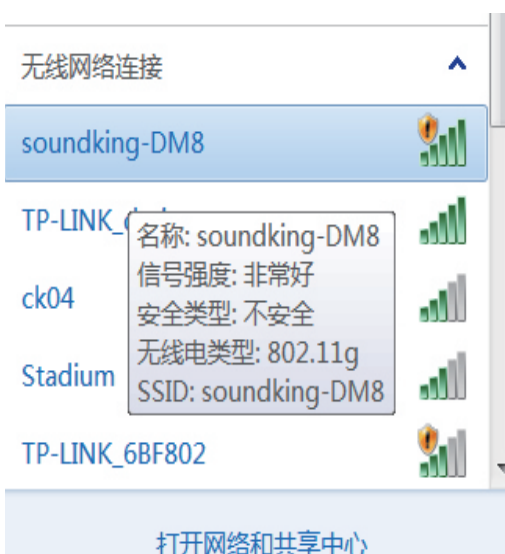 无线网络连接
soundking-DM8
TP-LINK_
名称: soundking-DM8
信号强度: 非常好
ck04
安全类型: 不安全
无线电类型: 802.11g
Stadium
SSID: soundking-DM8
TP-LINK_6BF802
打开网络和共享中心